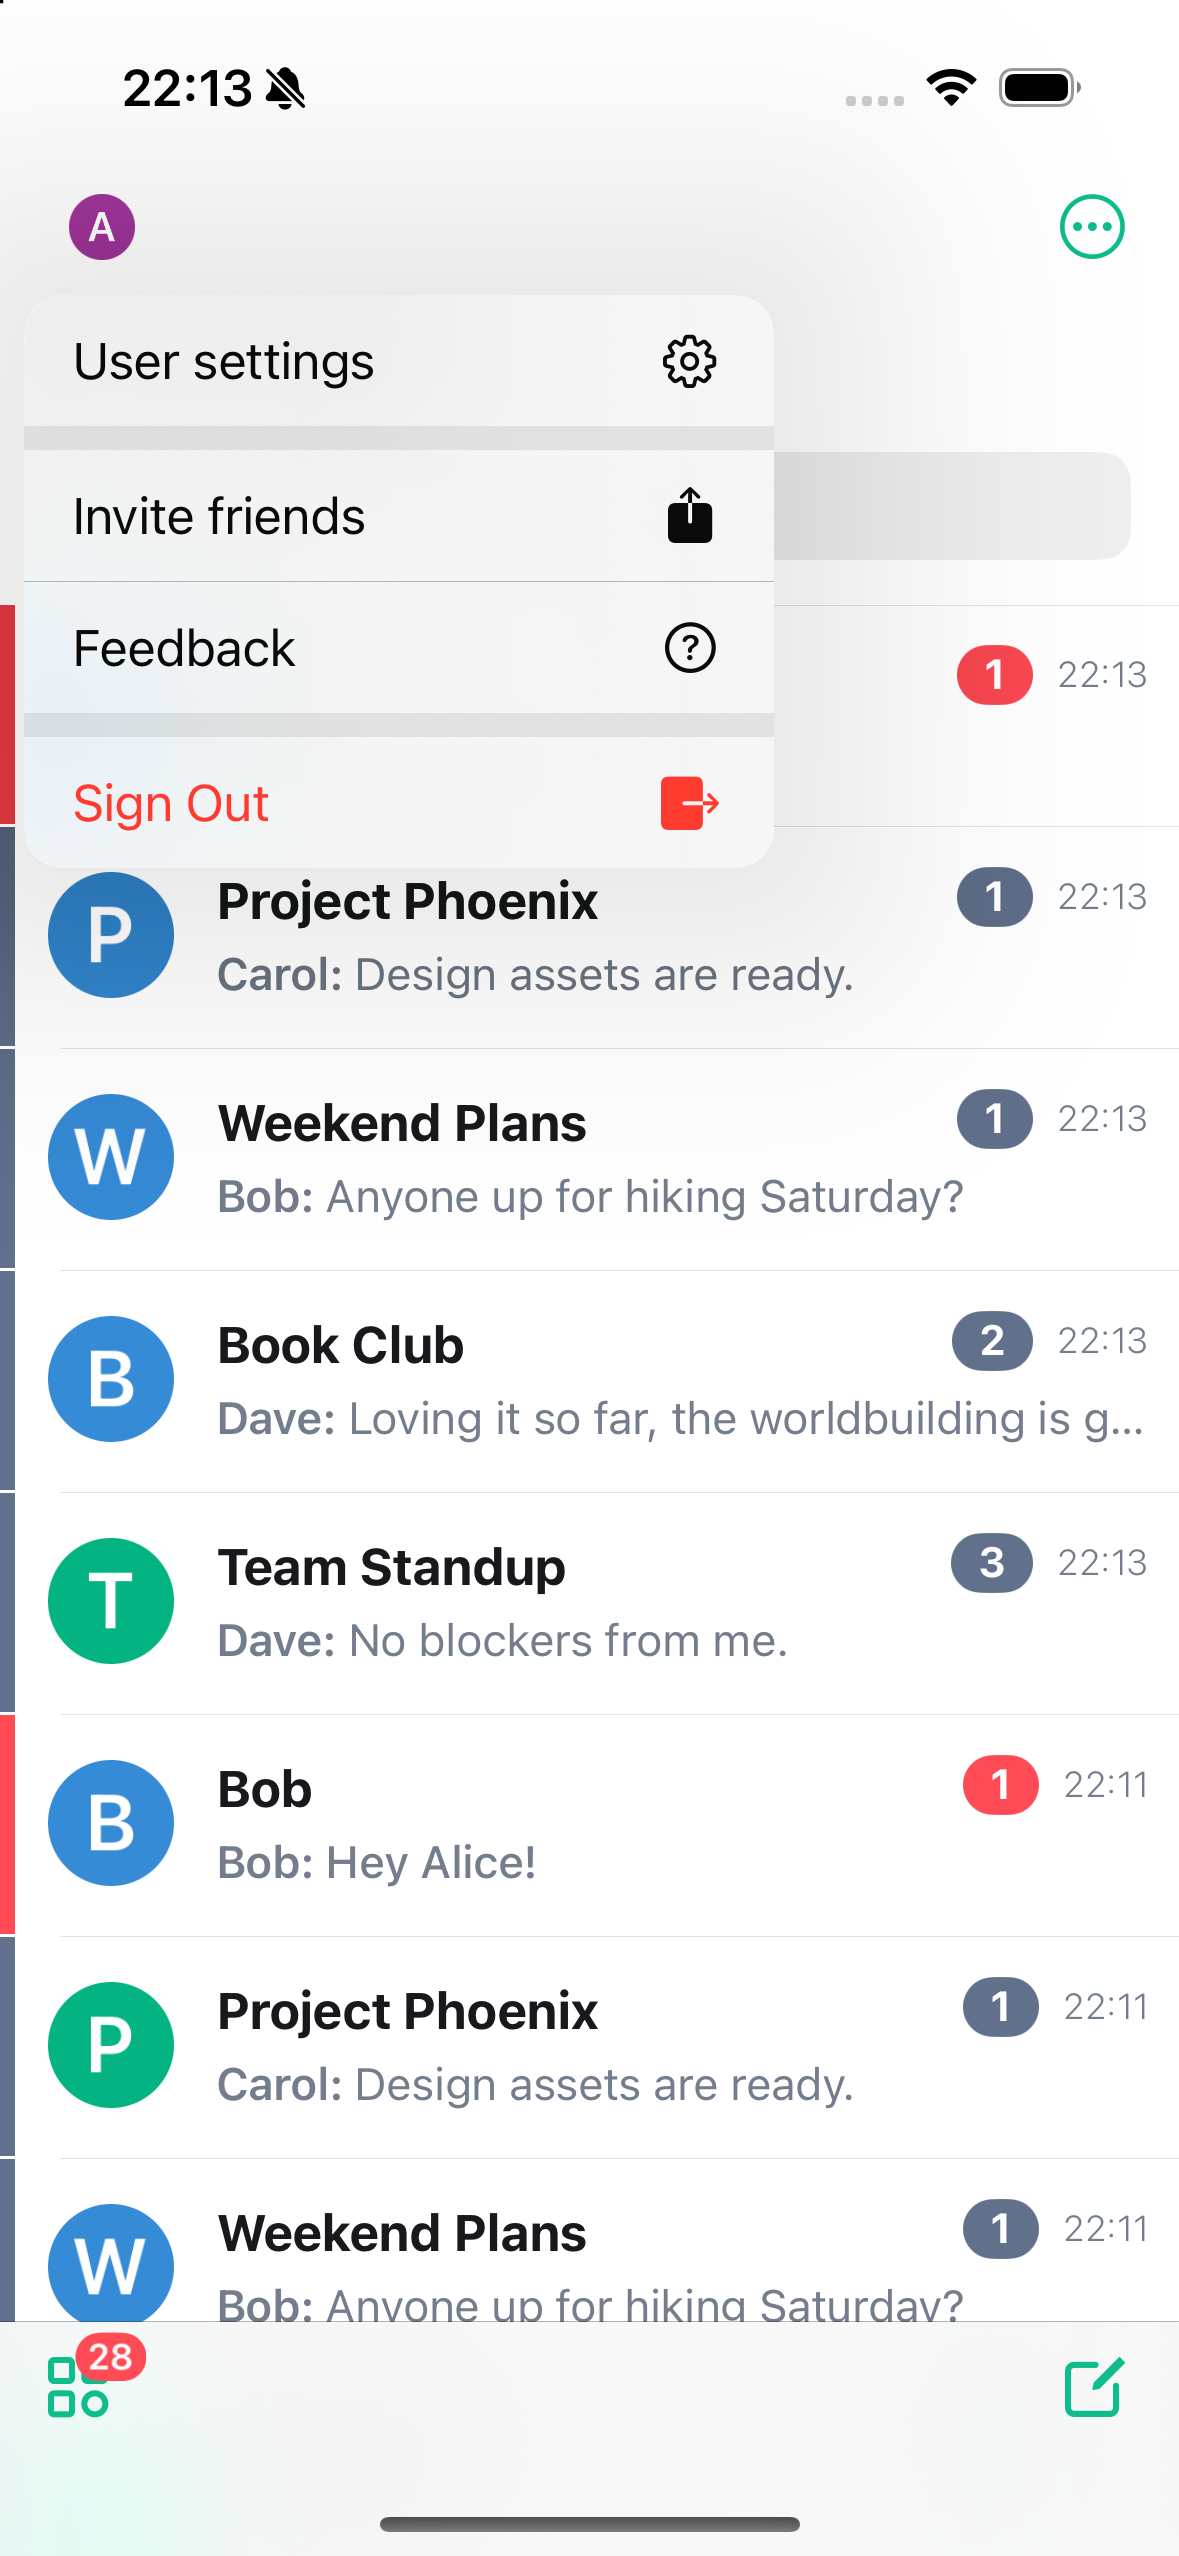 22:13
A
User settings
Invite friends
Feedback
Sign Out
1 22:13
P Project Phoenix 1 22:13
Carol: Design assets are ready.
W Weekend Plans 1 22:13
Bob: Anyone up for hiking Saturday?
B Book Club 2 22:13
Dave: Loving it so far, the worldbuilding is g...
T Team Standup 3 22:13
Dave: No blockers from me.
B Bob 1 22:11
Bob: Hey Alice!
P Project Phoenix 1 22:11
Carol: Design assets are ready.
W Weekend Plans 1 22:11
Bob: Anyone up for hiking Saturday?
28